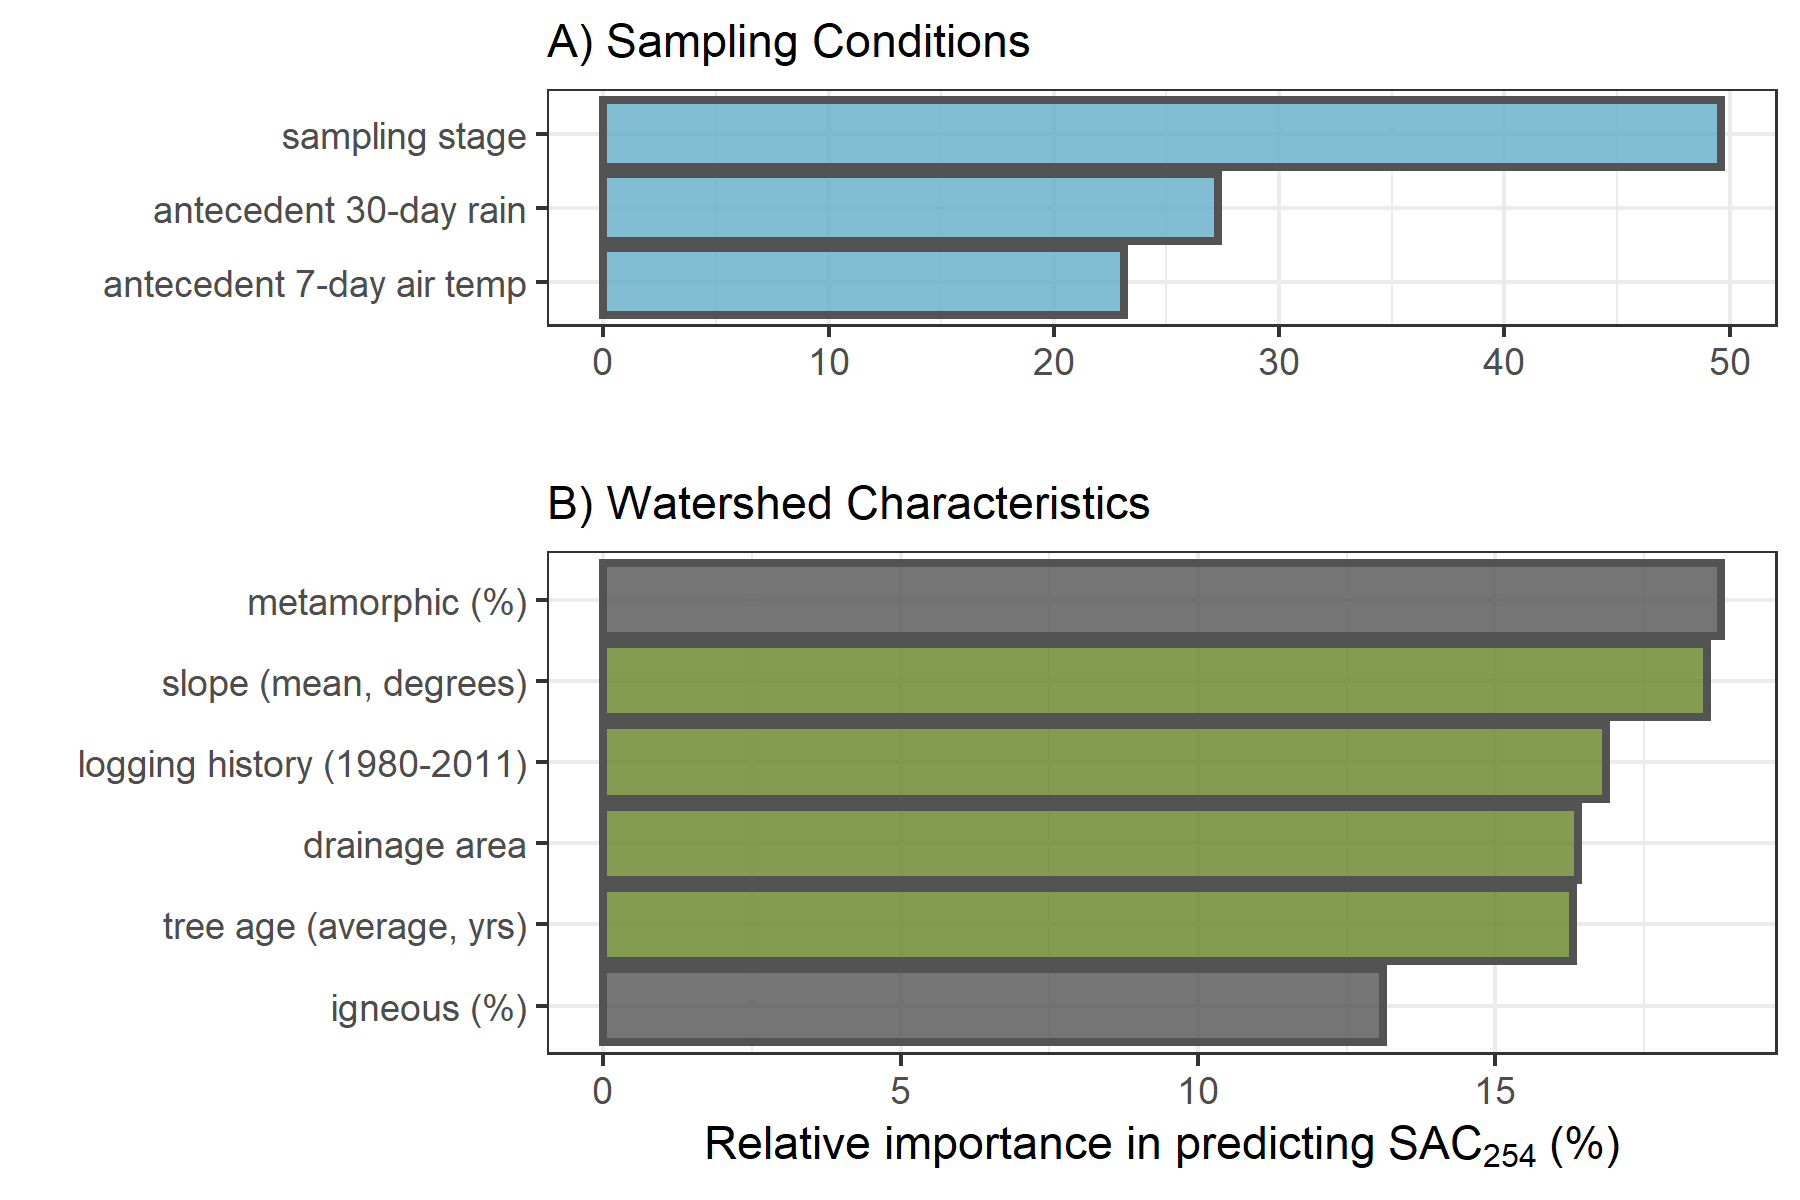 A) Sampling Conditions
sampling stage
antecedent 30-day rain
antecedent 7-day air temp
0 10 20 30 40 50
B) Watershed Characteristics
metamorphic (%)
slope (mean, degrees)
logging history (1980-2011)
drainage area
tree age (average, yrs)
igneous (%)
0 5 10 15
Relative importance in predicting SAC₂₅₄ (%)